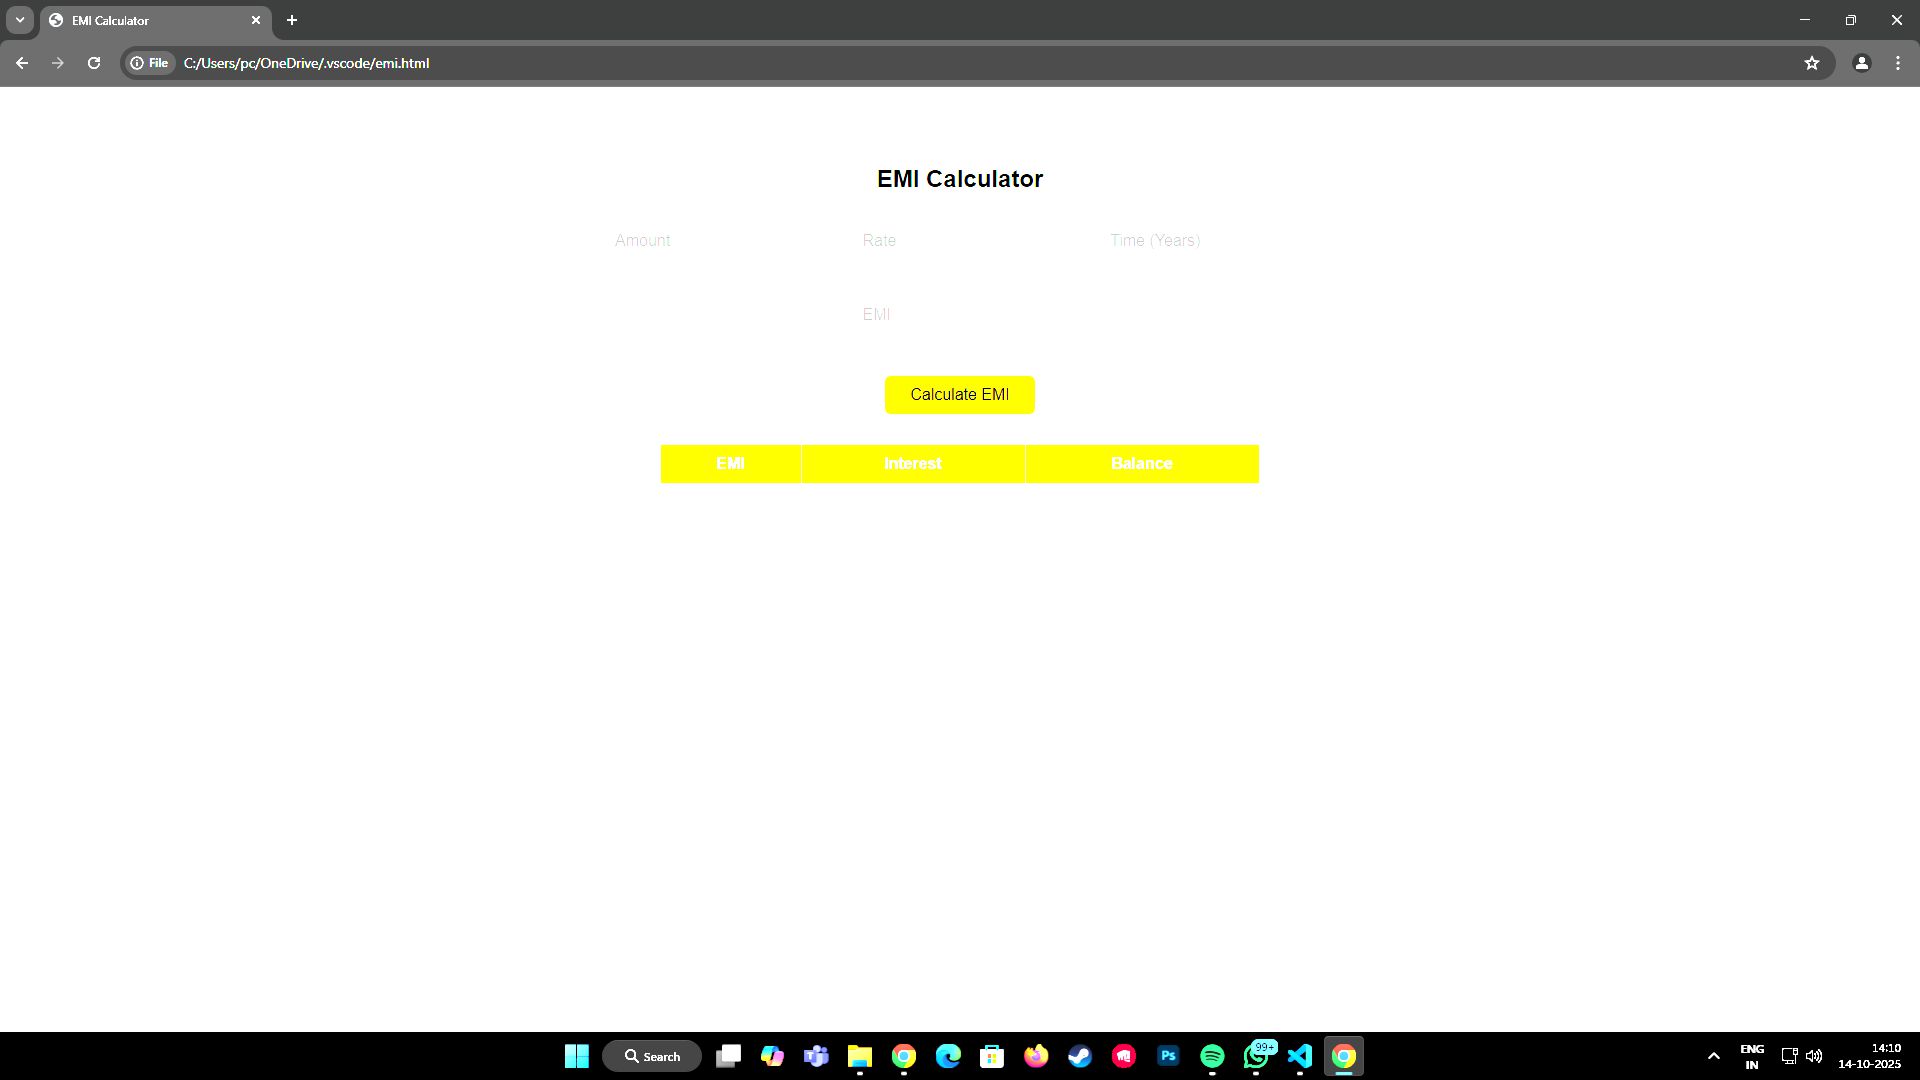 EMI Calculator
File C:/Users/pc/OneDrive/.vscode/emi.html
EMI Calculator
Amount Rate Time (Years)
EMI
Calculate EMI
EMI Interest Balance
Search
Ps
99+
ENG
IN
14:10
14-10-2025